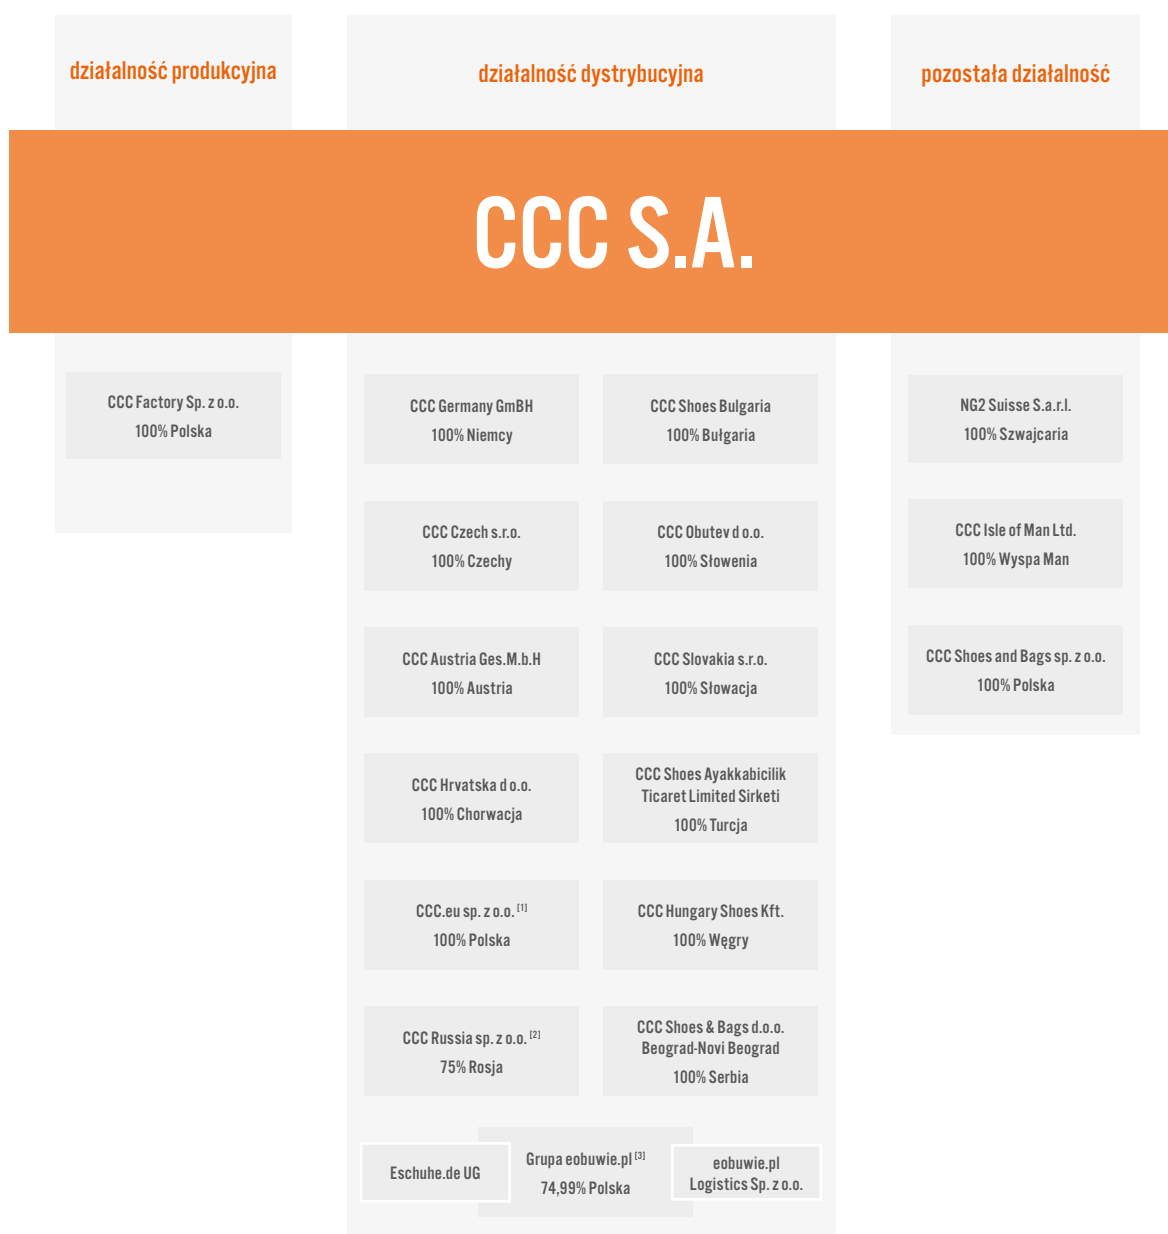 działalność produkcyjna
działalność dystrybucyjna
pozostała działalność
CCC S.A.
CCC Factory Sp. z o.o.
100% Polska
CCC Germany GmBH
100% Niemcy
CCC Shoes Bulgaria
100% Bułgaria
CCC Czech s.r.o.
100% Czechy
CCC Obutev d o.o.
100% Słowenia
CCC Austria Ges.M.b.H
100% Austria
CCC Slovakia s.r.o.
100% Słowacja
CCC Hrvatska d o.o.
100% Chorwacja
CCC Shoes Ayakkabicilik
Ticaret Limited Sirketi
100% Turcja
CCC.eu sp. z o.o. [1]
100% Polska
CCC Hungary Shoes Kft.
100% Węgry
CCC Russia sp. z o.o. [2]
75% Rosja
CCC Shoes & Bags d.o.o.
Beograd-Novi Beograd
100% Serbia
Eschuhe.de UG
Grupa eobuwie.pl [3]
74,99% Polska
eobuwie.pl
Logistics Sp. z o.o.
NG2 Suisse S.a.r.l.
100% Szwajcaria
CCC Isle of Man Ltd.
100% Wyspa Man
CCC Shoes and Bags sp. z o.o.
100% Polska